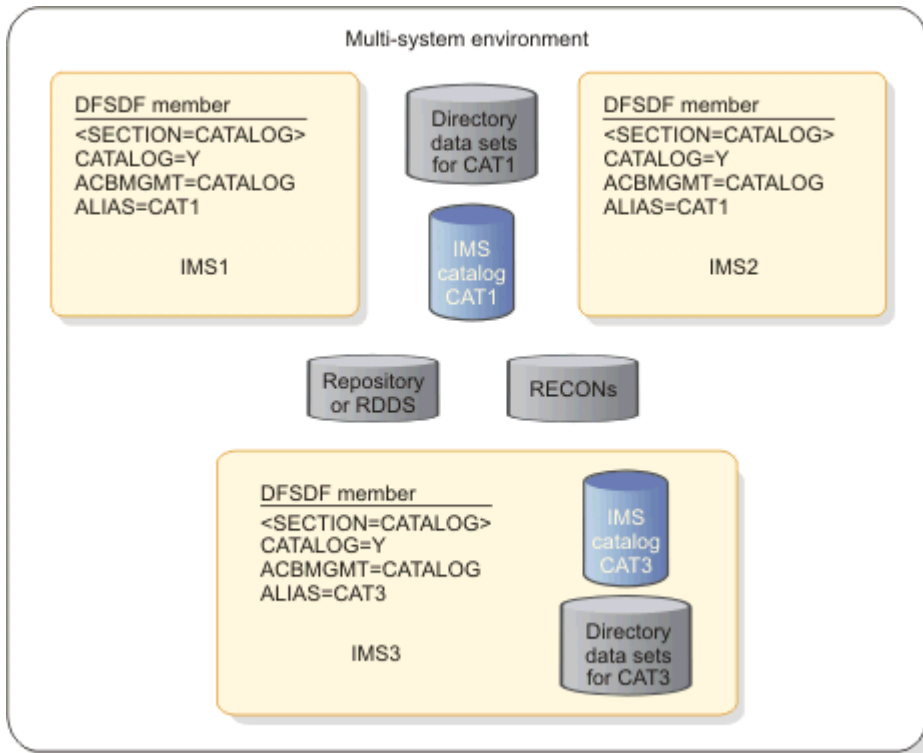 Multi-system environment
DFSDF member
<SECTION=CATALOG>
CATALOG=Y
ACBMGMT=CATALOG
ALIAS=CAT1
IMS1
Directory
data sets
for CAT1
IMS
catalog
CAT1
DFSDF member
<SECTION=CATALOG>
CATALOG=Y
ACBMGMT=CATALOG
ALIAS=CAT1
IMS2
Repository
or RDDS
RECONs
DFSDF member
<SECTION=CATALOG>
CATALOG=Y
ACBMGMT=CATALOG
ALIAS=CAT3
IMS3
IMS
catalog
CAT3
Directory
data sets
for CAT3